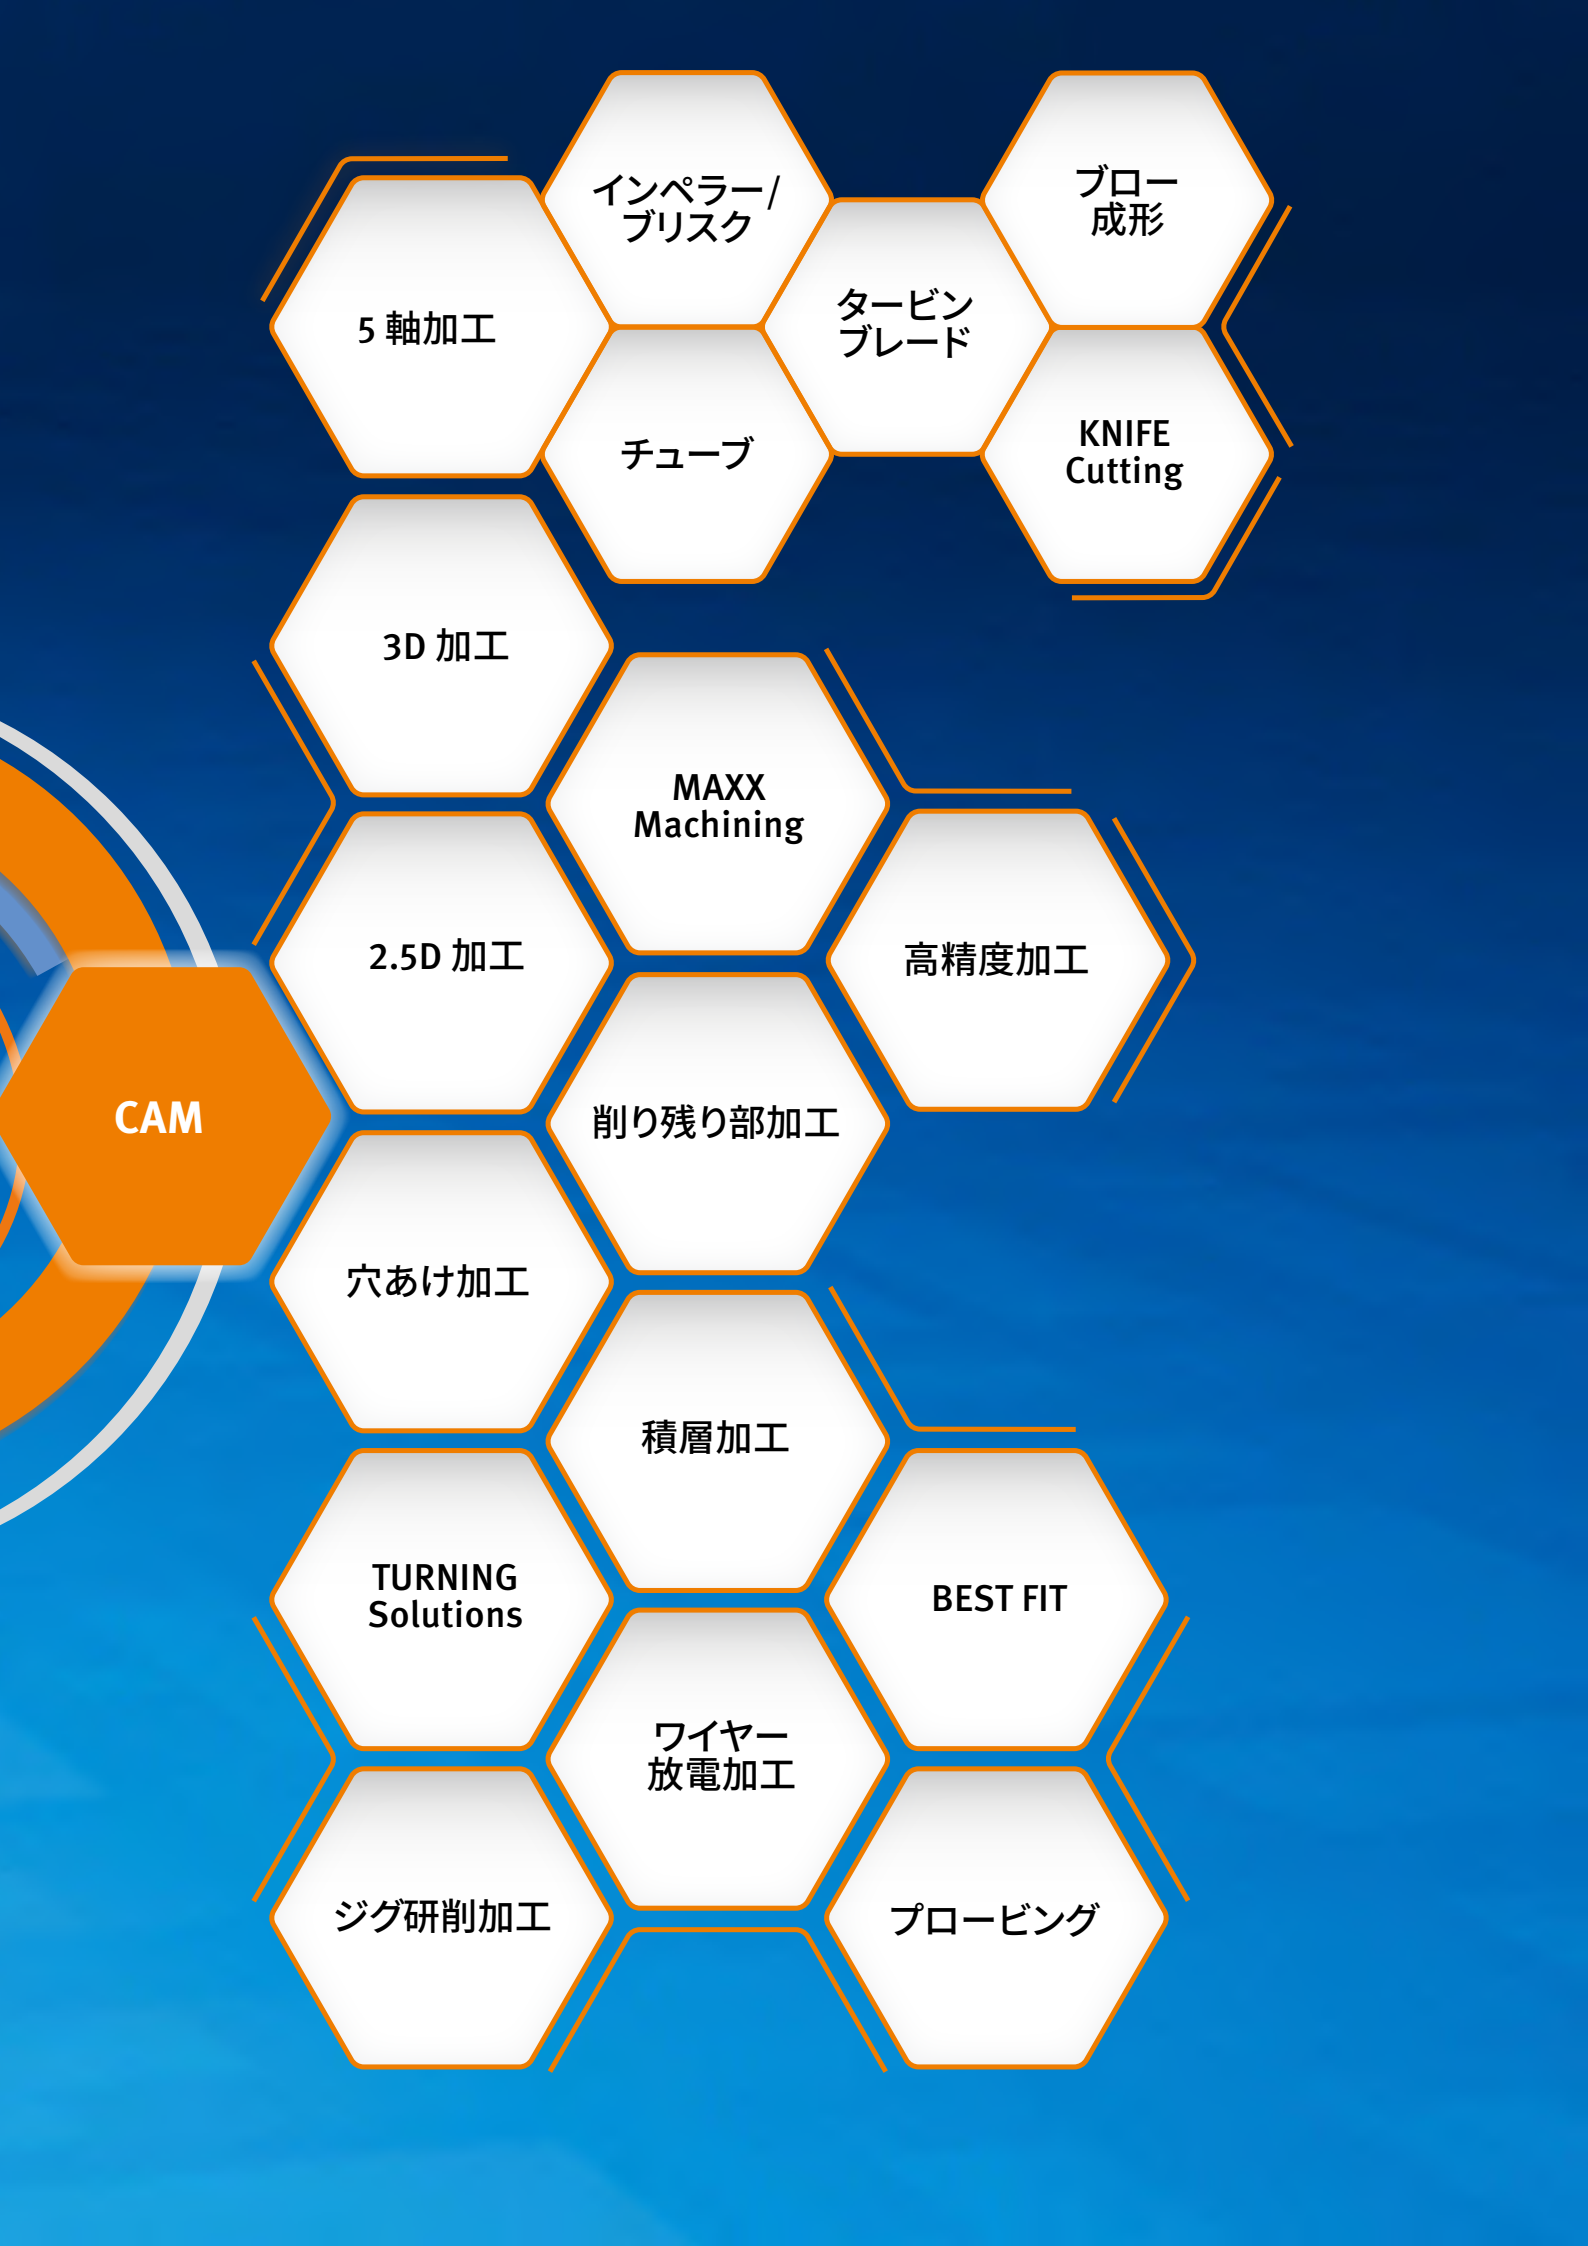 インペラー/
ブリスク
ブロー
成形
5 軸加工
タービン
ブレード
チューブ
KNIFE
Cutting
3D 加工
MAXX
Machining
2.5D 加工
高精度加工
CAM
削り残り部加工
穴あけ加工
積層加工
TURNING
Solutions
BEST FIT
ワイヤー
放電加工
ジグ研削加工
プロービング